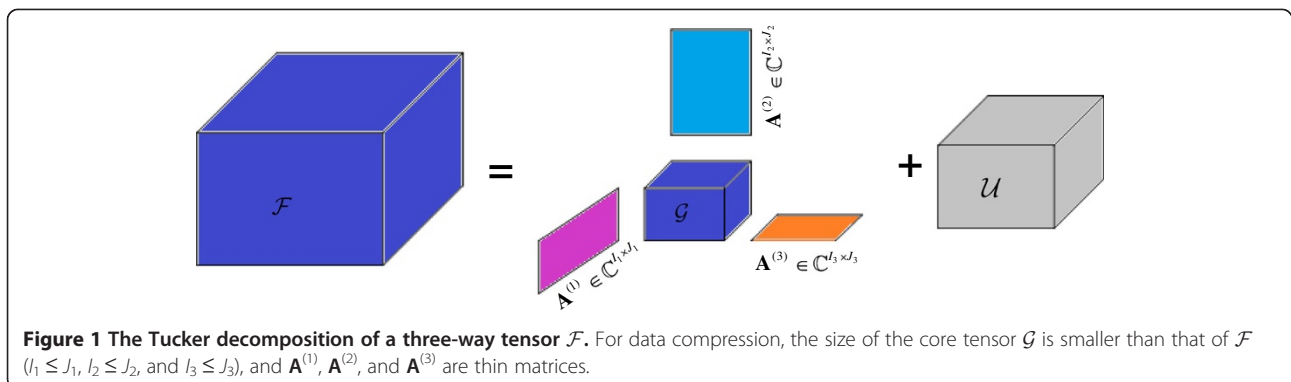 𝓕
=
𝓖
+
𝓤
𝐀⁽¹⁾ ∈ ℂ^{I₁×J₁}
𝐀⁽²⁾ ∈ ℂ^{I₂×J₂}
𝐀⁽³⁾ ∈ ℂ^{I₃×J₃}
Figure 1 The Tucker decomposition of a three-way tensor 𝓕. For data compression, the size of the core tensor 𝓖 is smaller than that of 𝓕
(I₁ ≤ J₁, I₂ ≤ J₂, and I₃ ≤ J₃), and 𝐀⁽¹⁾, 𝐀⁽²⁾, and 𝐀⁽³⁾ are thin matrices.